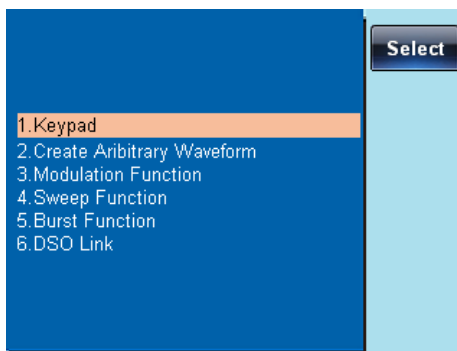 Select
1.Keypad
2.Create Aribitrary Waveform
3.Modulation Function
4.Sweep Function
5.Burst Function
6.DSO Link